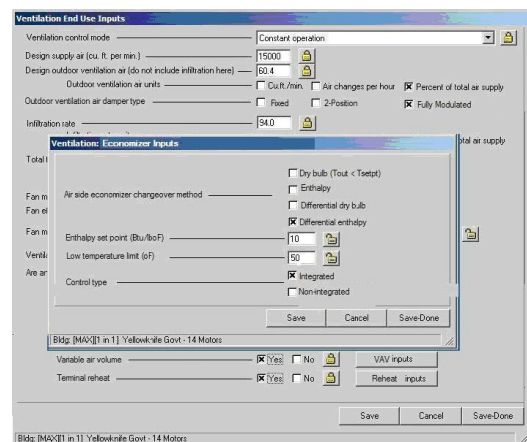 Ventilation End Use Inputs
Ventilation control mode Constant operation
Design supply air (cu. ft. per min.) 15000
Design outdoor ventilation air (do not include infiltration here) 60.4
Outdoor ventilation air units Cu.ft./min. Air changes per hour Percent of total air supply
Outdoor ventilation air damper type Fixed 2-Position Fully Modulated
Infiltration rate 94.0
otal air supply
Ventilation: Economizer Inputs
Total f
Dry bulb (Tout < Tsetpt)
Enthalpy
Air side economizer changeover method
Differential dry bulb
Differential enthalpy
Fan m
Fan el
Fan m
Enthalpy set point (Btu/lboF) 10
Low temperature limit (oF) 50
Ventila
Are ar
Control type Integrated
Non-integrated
Save Cancel Save-Done
Bldg: [MAX][1 in 1] Yellowknife Govt - 14 Motors
Variable air volume Yes No VAV inputs
Terminal reheat Yes No Reheat inputs
Save Cancel Save-Done
Bldg: [MAX][1 in 1] Yellowknife Govt - 14 Motors